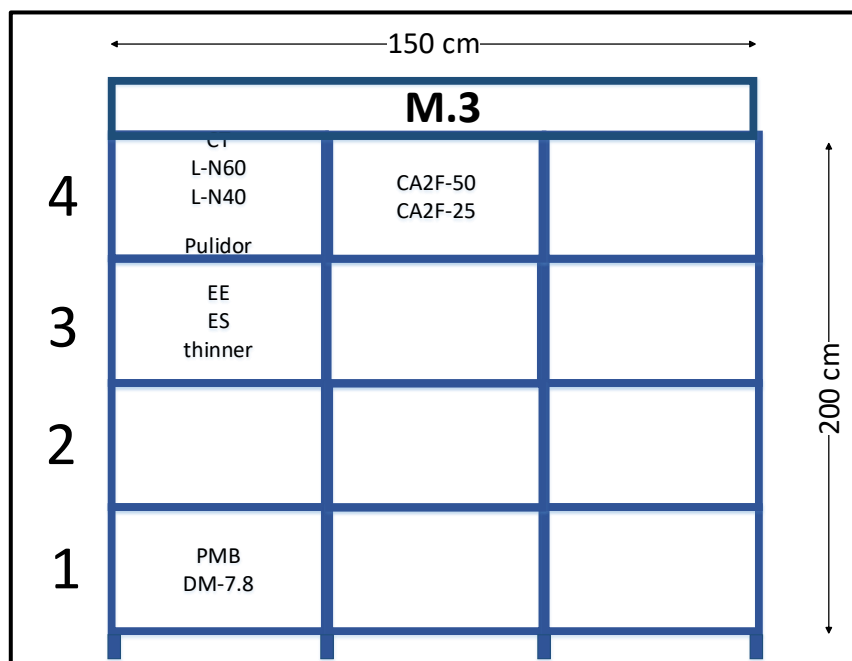 150 cm
M.3
4
L-N60
L-N40
Pulidor
CA2F-50
CA2F-25
3
EE
ES
thinner
2
1
PMB
DM-7.8
200 cm